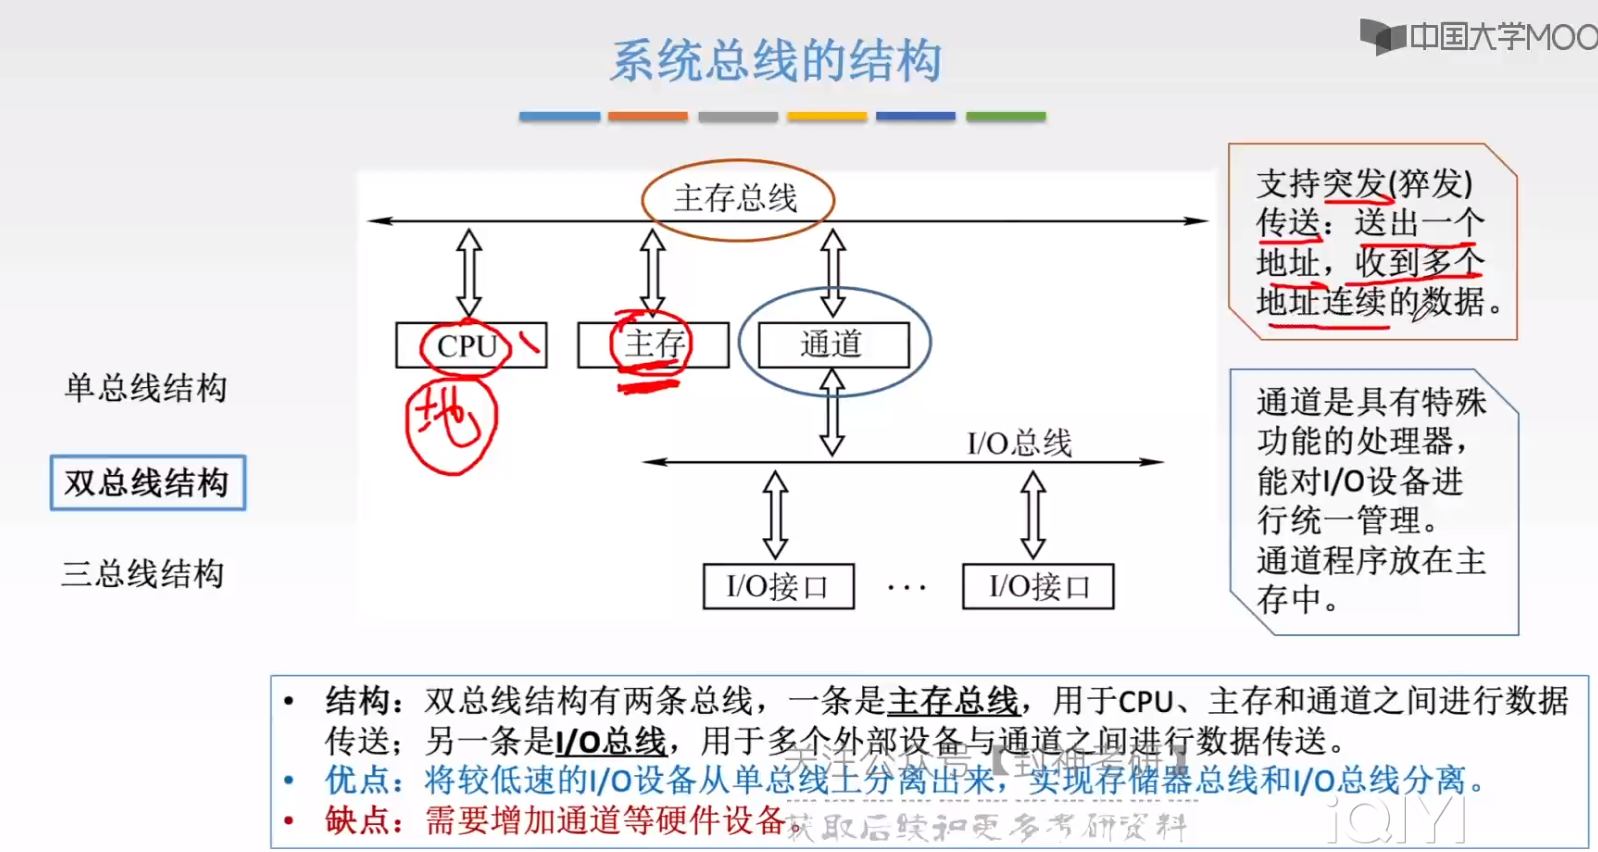 中国大学MOO
系统总线的结构
主存总线
支持突发(猝发)
传送：送出一个
地址，收到多个
地址连续的数据。
CPU
主存
通道
地
单总线结构
双总线结构
三总线结构
I/O总线
I/O接口
···
I/O接口
通道是具有特殊
功能的处理器，
能对I/O设备进
行统一管理。
通道程序放在主
存中。
• 结构：双总线结构有两条总线，一条是主存总线，用于CPU、主存和通道之间进行数据
传送；另一条是I/O总线，用于多个外部设备与通道之间进行数据传送。
• 优点：将较低速的I/O设备从单总线上分离出来，实现存储器总线和I/O总线分离。
• 缺点：需要增加通道等硬件设备。
关注公众号【封神考研】
获取后续和更多考研资料
iQIYI